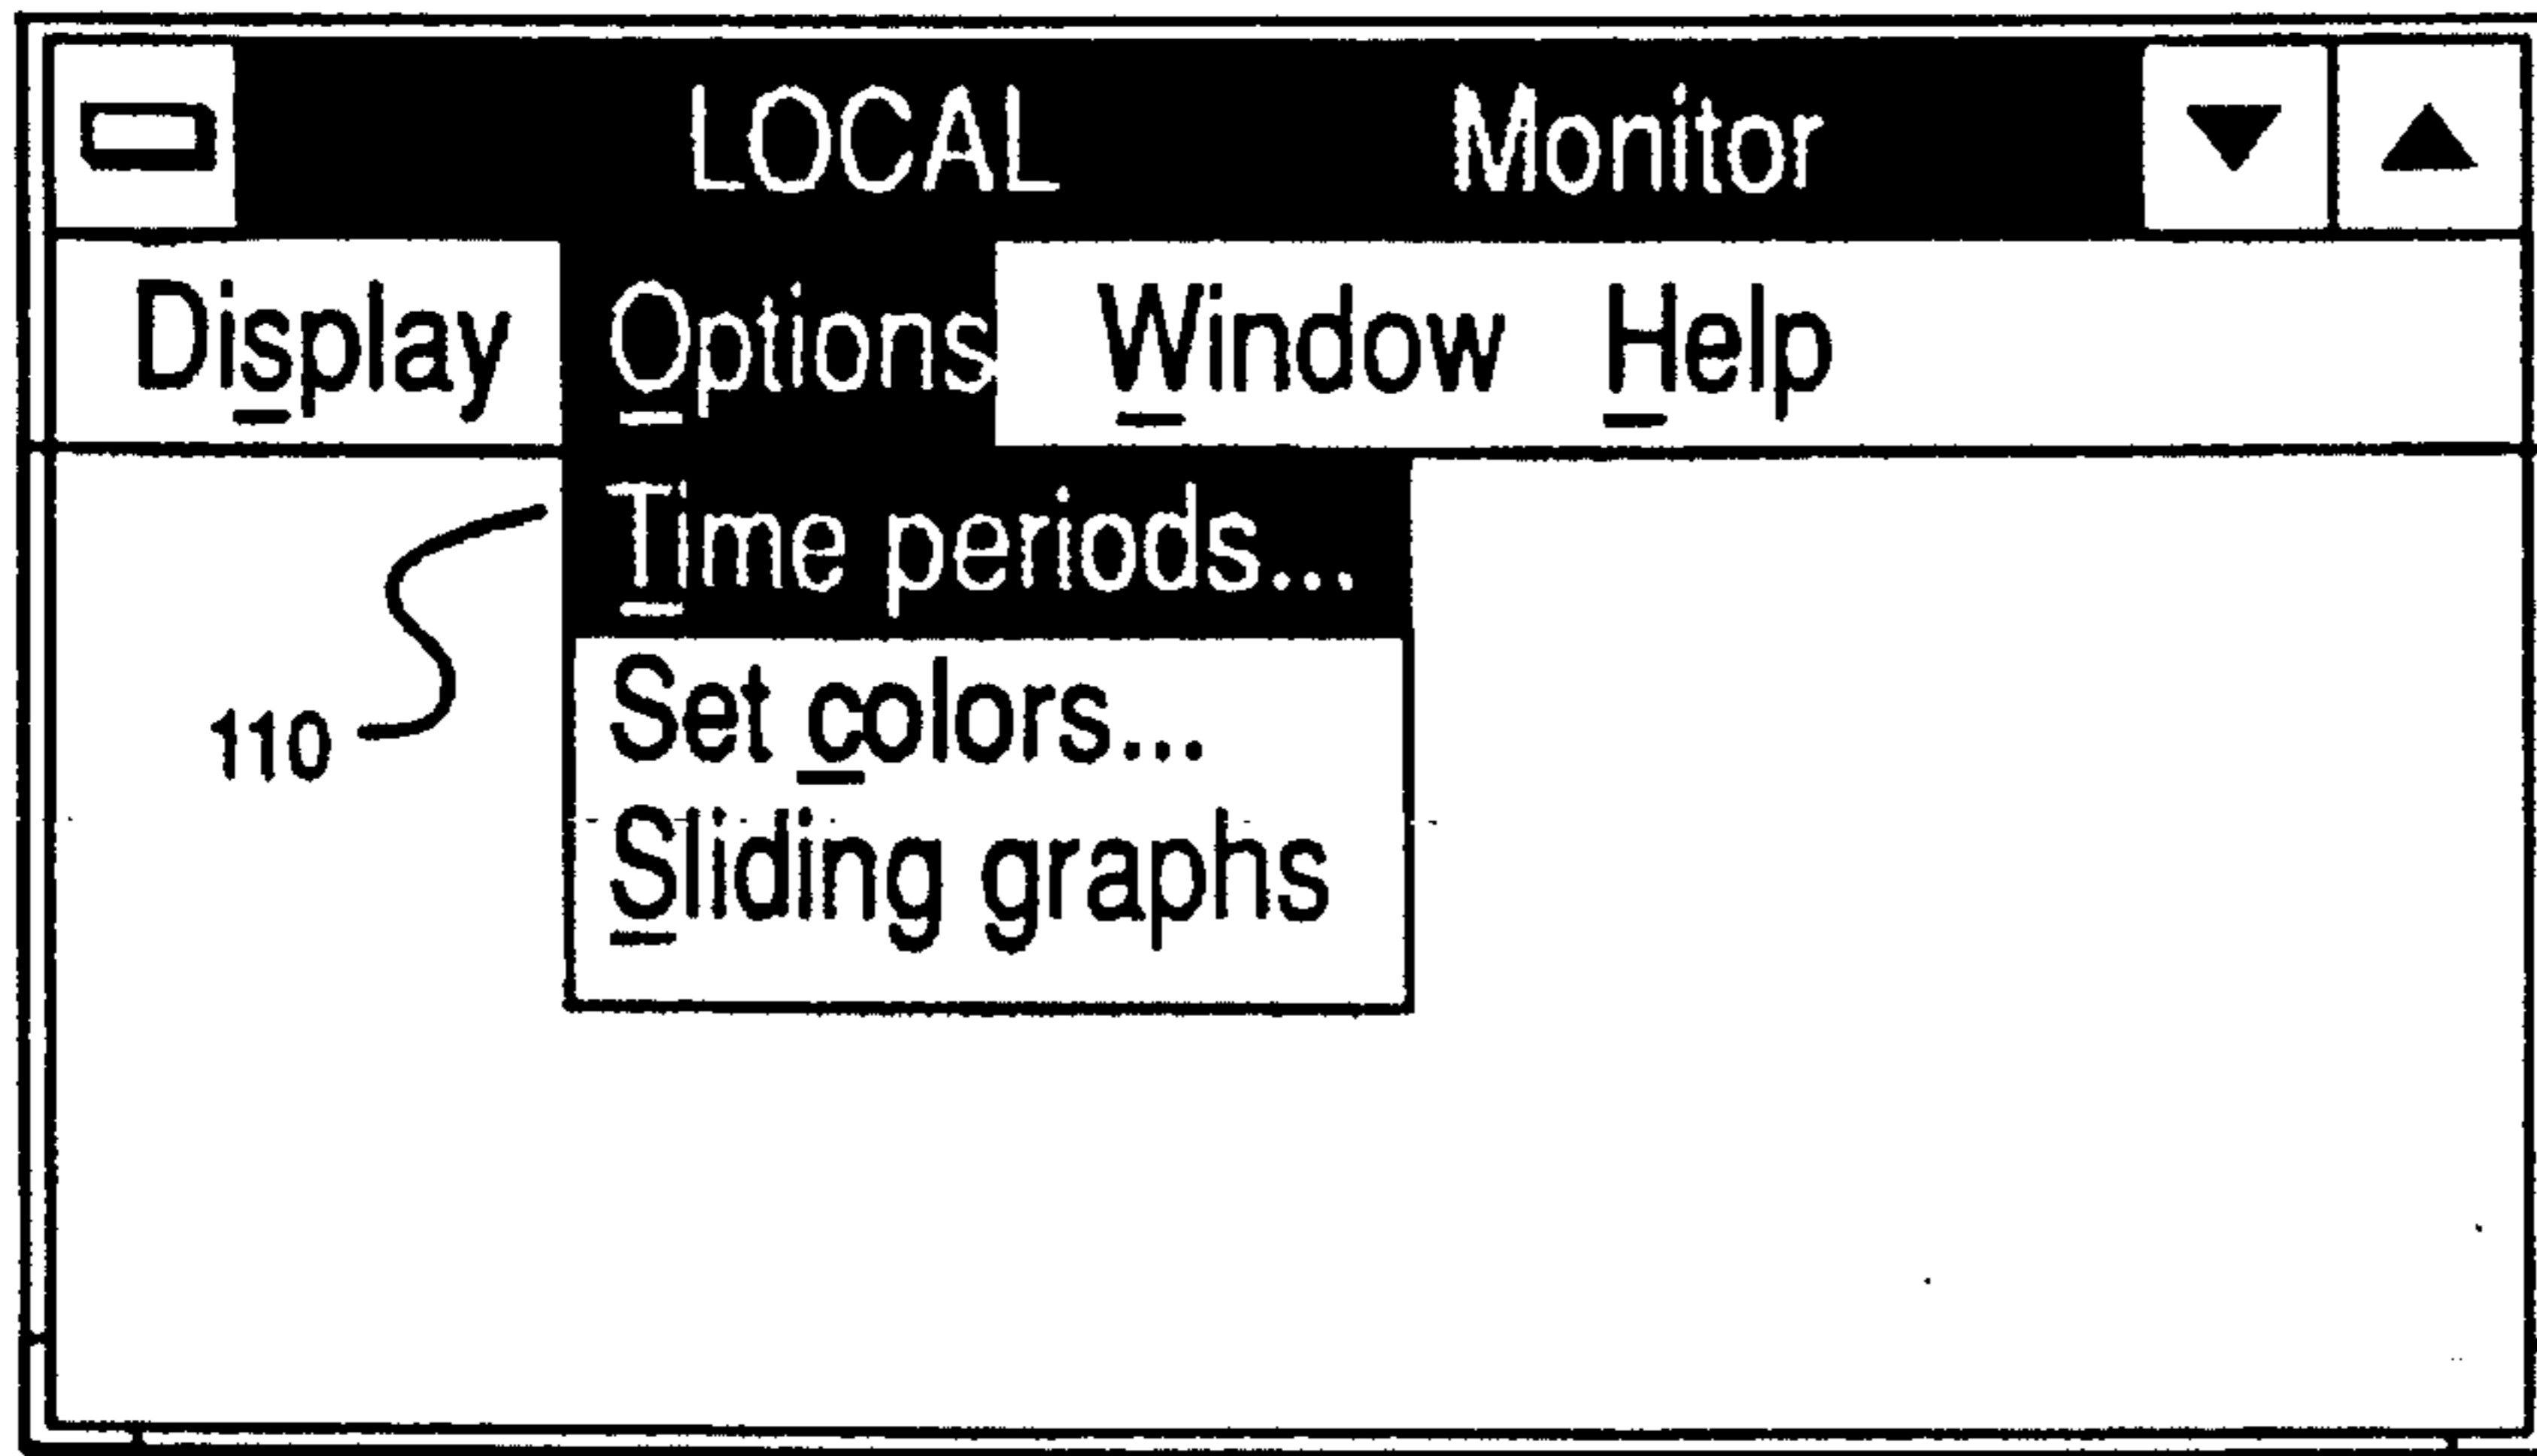 LOCAL Monitor
Display Options Window Help
Time periods...
Set colors...
110
Sliding graphs